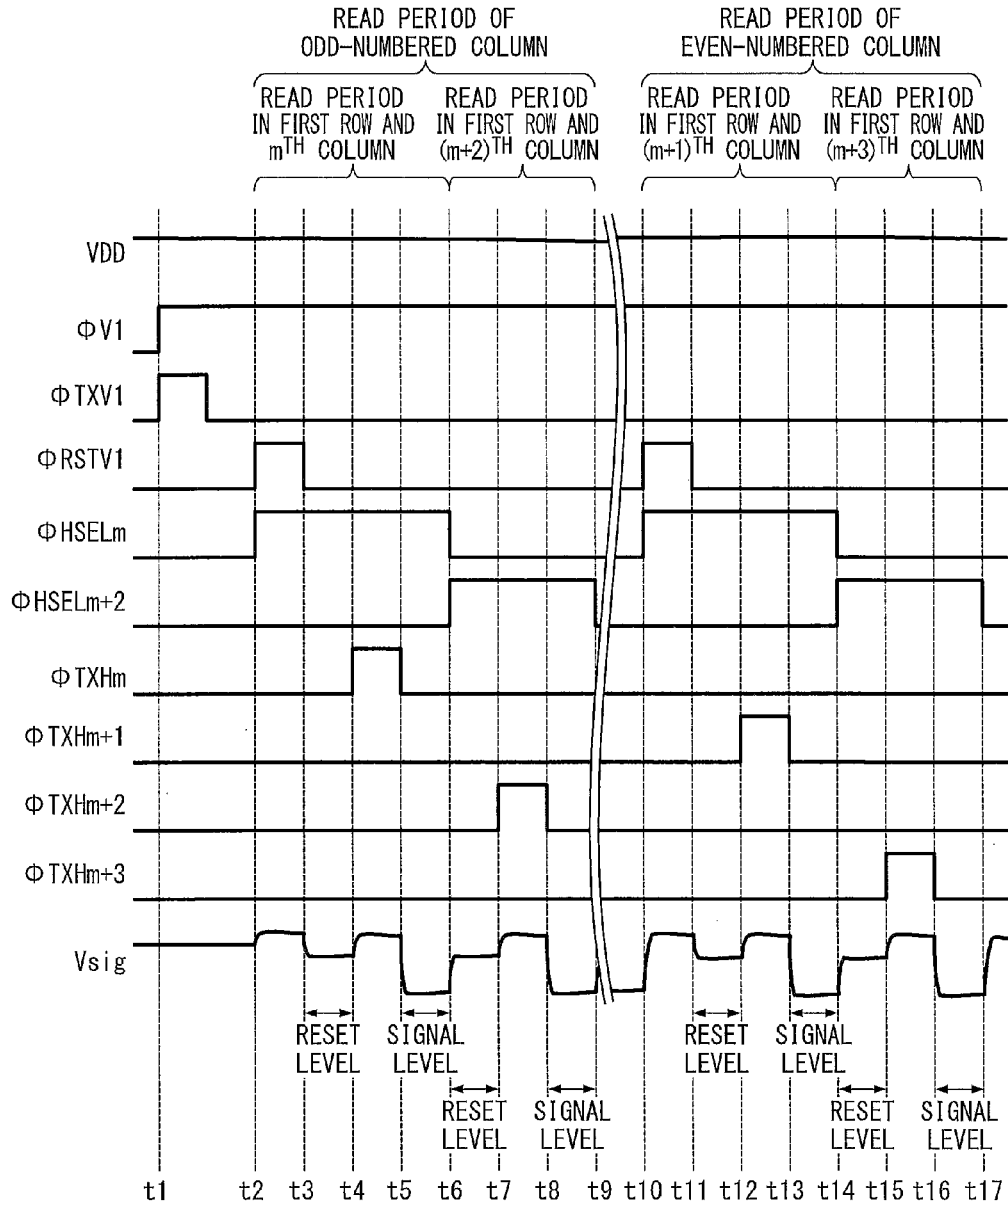 READ PERIOD OF
ODD-NUMBERED COLUMN
READ PERIOD OF
EVEN-NUMBERED COLUMN
READ PERIOD
IN FIRST ROW AND
mTH COLUMN
READ PERIOD
IN FIRST ROW AND
(m+2)TH COLUMN
READ PERIOD
IN FIRST ROW AND
(m+1)TH COLUMN
READ PERIOD
IN FIRST ROW AND
(m+3)TH COLUMN
VDD
ΦV1
ΦTXV1
ΦRSTV1
ΦHSELm
ΦHSELm+2
ΦTXHm
ΦTXHm+1
ΦTXHm+2
ΦTXHm+3
Vsig
RESET
LEVEL
SIGNAL
LEVEL
RESET
LEVEL
SIGNAL
LEVEL
RESET
LEVEL
SIGNAL
LEVEL
RESET
LEVEL
SIGNAL
LEVEL
t1 t2 t3 t4 t5 t6 t7 t8 t9 t10 t11 t12 t13 t14 t15 t16 t17